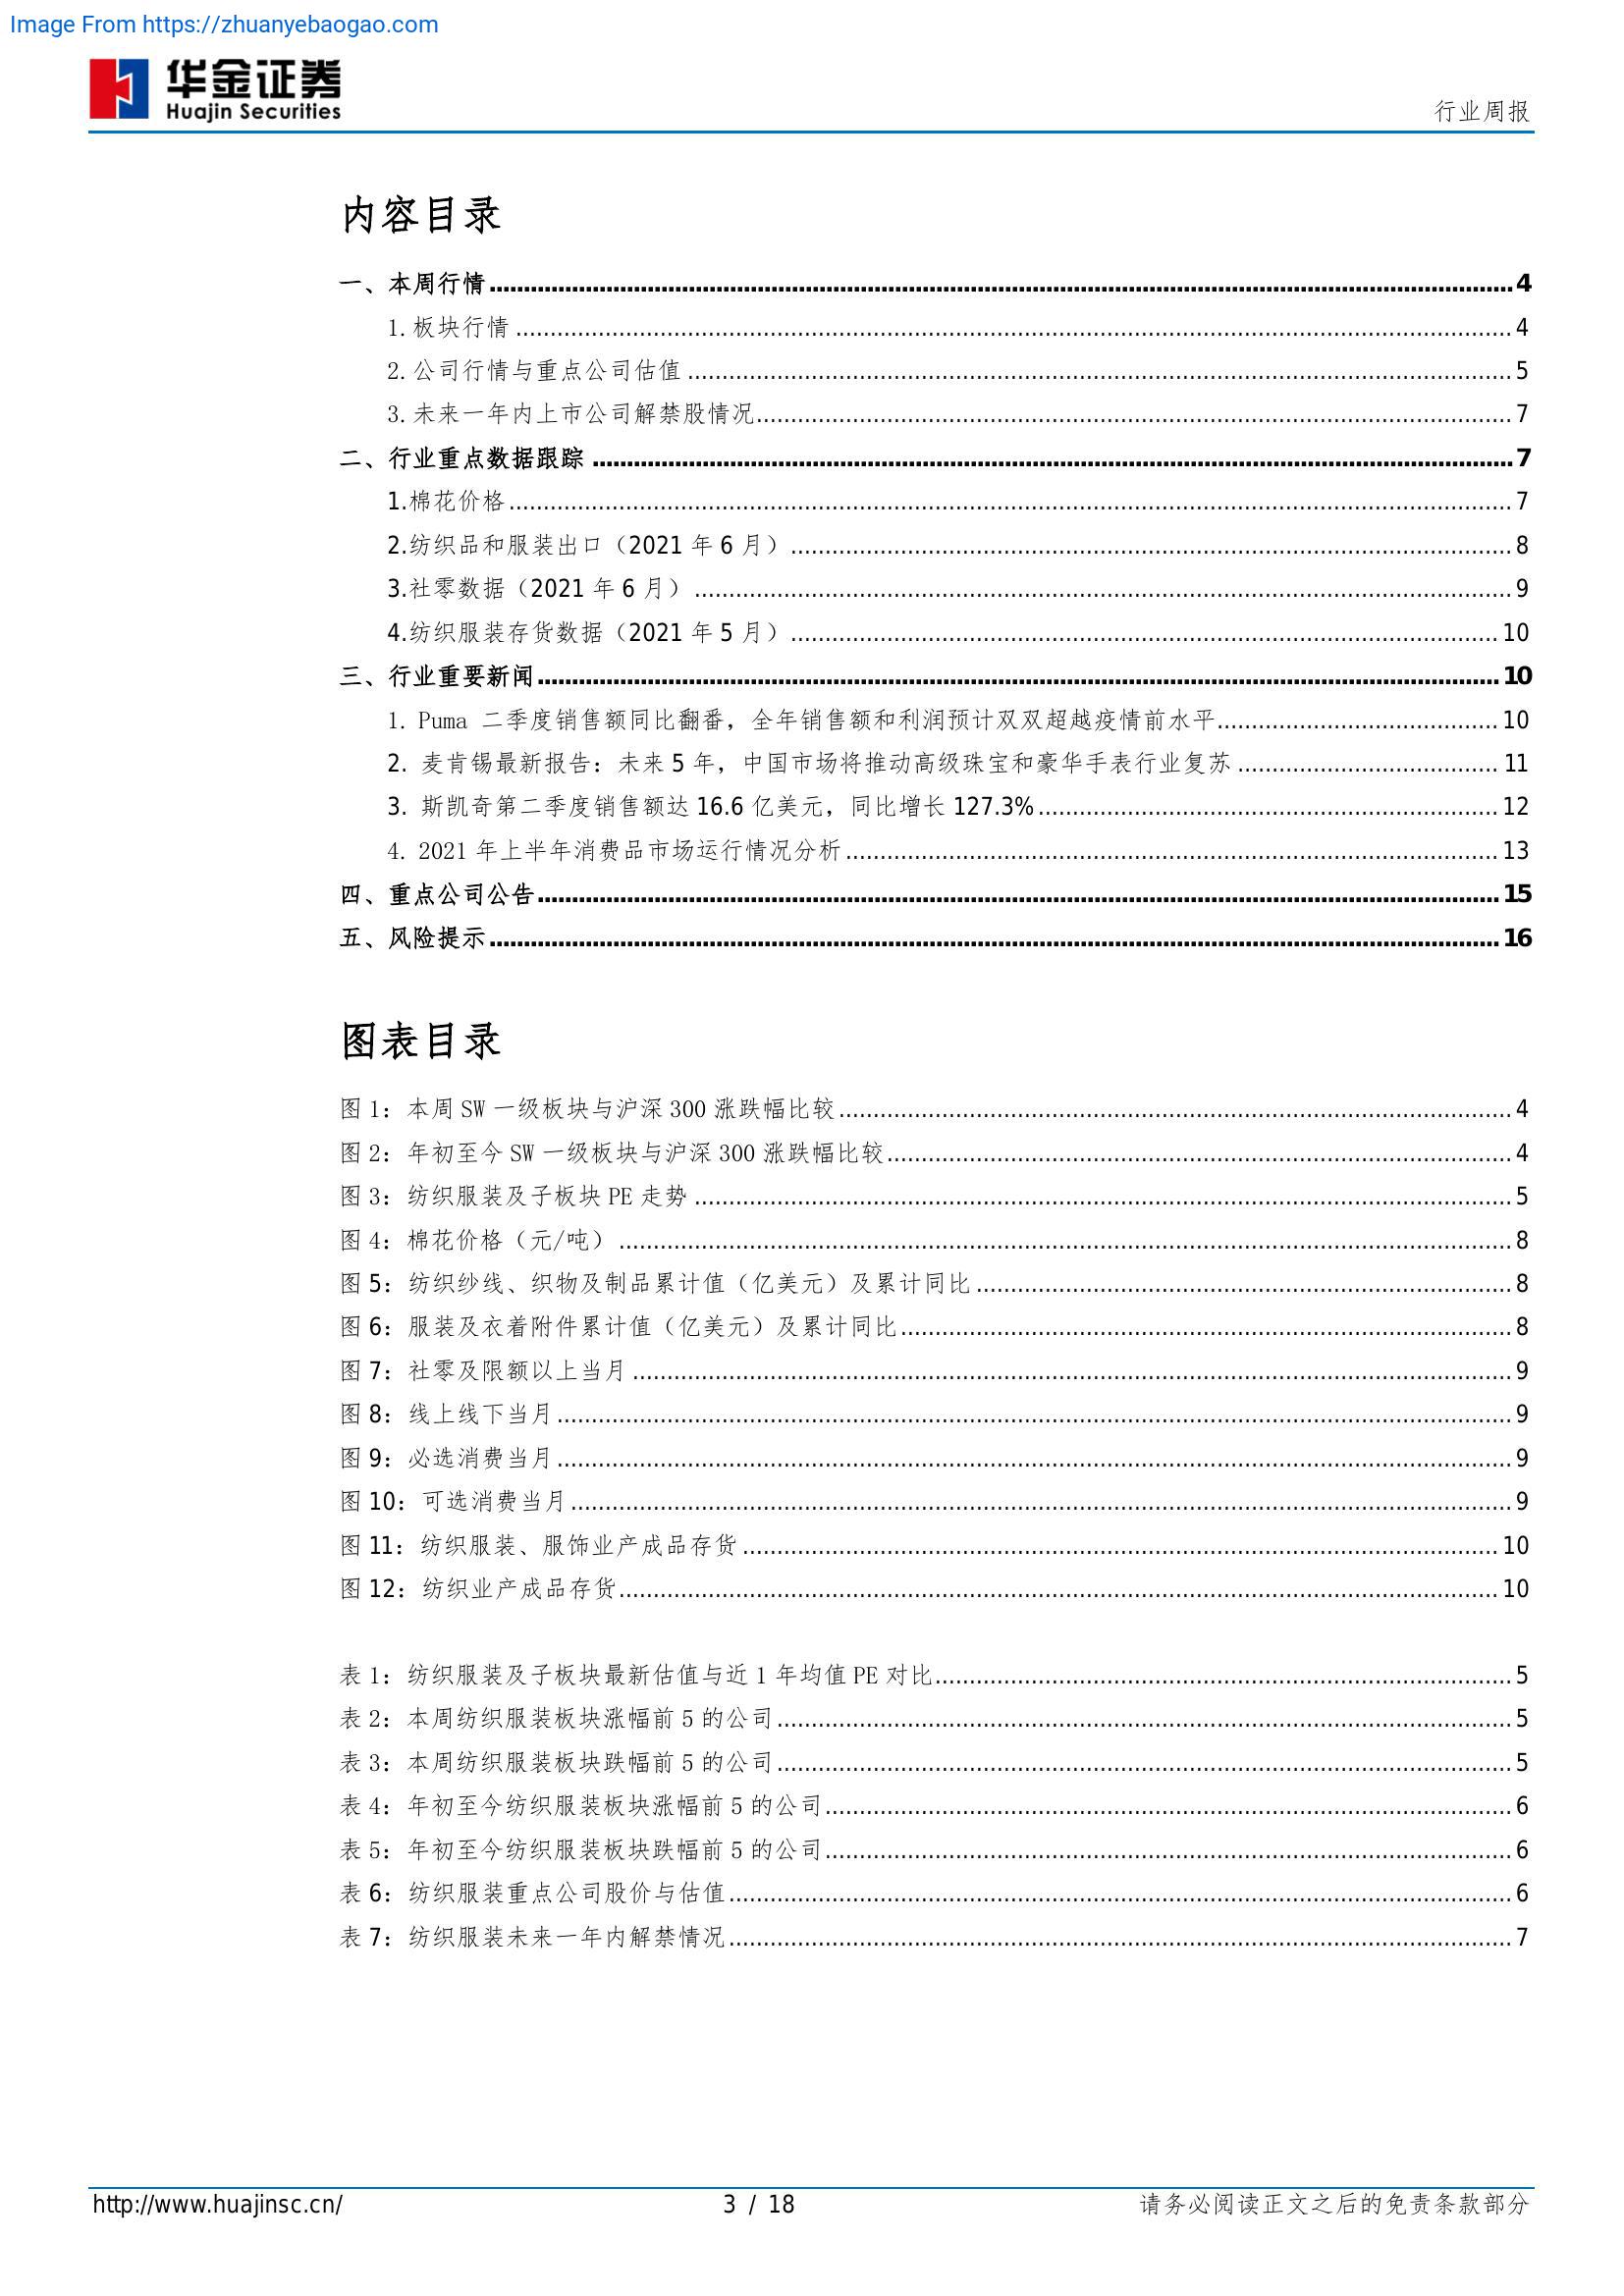 Image From https://zhuanyebaogao.com
华金证券
Huajin Securities
行业周报
内容目录
一、本周行情 4
1.板块行情 4
2.公司行情与重点公司估值 5
3.未来一年内上市公司解禁股情况 7
二、行业重点数据跟踪 7
1.棉花价格 7
2.纺织品和服装出口（2021 年 6 月） 8
3.社零数据（2021 年 6 月） 9
4.纺织服装存货数据（2021 年 5 月） 10
三、行业重要新闻 10
1. Puma 二季度销售额同比翻番，全年销售额和利润预计双双超越疫情前水平 10
2. 麦肯锡最新报告：未来 5 年，中国市场将推动高级珠宝和豪华手表行业复苏 11
3. 斯凯奇第二季度销售额达 16.6 亿美元，同比增长 127.3% 12
4. 2021 年上半年消费品市场运行情况分析 13
四、重点公司公告 15
五、风险提示 16
图表目录
图 1：本周 SW 一级板块与沪深 300 涨跌幅比较 4
图 2：年初至今 SW 一级板块与沪深 300 涨跌幅比较 4
图 3：纺织服装及子板块 PE 走势 5
图 4：棉花价格（元/吨） 8
图 5：纺织纱线、织物及制品累计值（亿美元）及累计同比 8
图 6：服装及衣着附件累计值（亿美元）及累计同比 8
图 7：社零及限额以上当月 9
图 8：线上线下当月 9
图 9：必选消费当月 9
图 10：可选消费当月 9
图 11：纺织服装、服饰业产成品存货 10
图 12：纺织业产成品存货 10
表 1：纺织服装及子板块最新估值与近 1 年均值 PE 对比 5
表 2：本周纺织服装板块涨幅前 5 的公司 5
表 3：本周纺织服装板块跌幅前 5 的公司 5
表 4：年初至今纺织服装板块涨幅前 5 的公司 6
表 5：年初至今纺织服装板块跌幅前 5 的公司 6
表 6：纺织服装重点公司股价与估值 6
表 7：纺织服装未来一年内解禁情况 7
http://www.huajinsc.cn/ 3 / 18 请务必阅读正文之后的免责条款部分